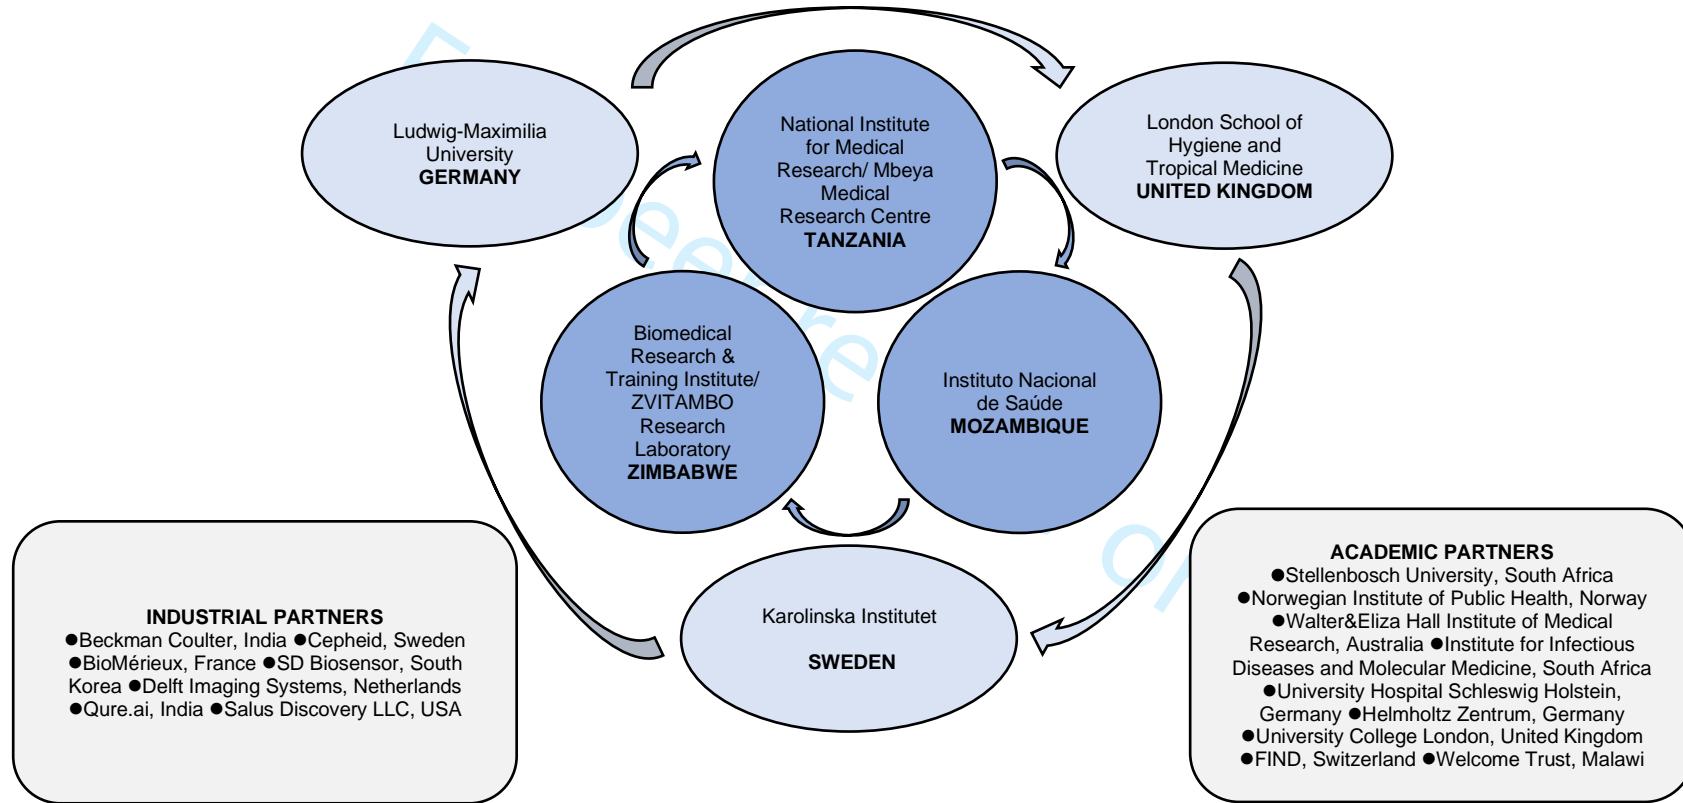 Ludwig-Maximilia
University
GERMANY
National Institute
for Medical
Research/ Mbeya
Medical
Research Centre
TANZANIA
London School of
Hygiene and
Tropical Medicine
UNITED KINGDOM
Biomedical
Research &
Training Institute/
ZVITAMBO
Research
Laboratory
ZIMBABWE
Instituto Nacional
de Saúde
MOZAMBIQUE
Karolinska Institutet
SWEDEN
INDUSTRIAL PARTNERS
●Beckman Coulter, India ●Cepheid, Sweden
●BioMérieux, France ●SD Biosensor, South
Korea ●Delft Imaging Systems, Netherlands
●Qure.ai, India ●Salus Discovery LLC, USA
ACADEMIC PARTNERS
●Stellenbosch University, South Africa
●Norwegian Institute of Public Health, Norway
●Walter&Eliza Hall Institute of Medical
Research, Australia ●Institute for Infectious
Diseases and Molecular Medicine, South Africa
●University Hospital Schleswig Holstein,
Germany ●Helmholtz Zentrum, Germany
●University College London, United Kingdom
●FIND, Switzerland ●Welcome Trust, Malawi